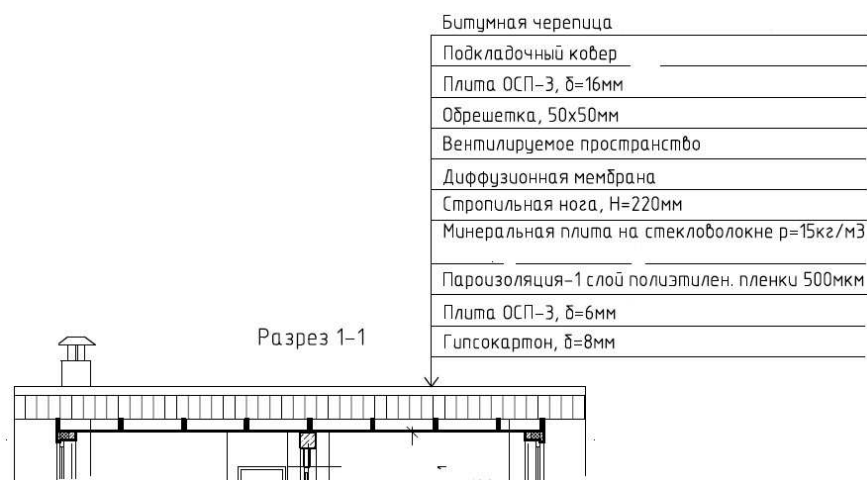 Битумная черепица
Подкладочный ковер
Плита ОСП-3, δ=16мм
Обрешетка, 50х50мм
Вентилируемое пространство
Диффузионная мембрана
Стропильная нога, Н=220мм
Минеральная плита на стекловолокне р=15кг/м3
Пароизоляция-1 слой полиэтилен. пленки 500мкм
Плита ОСП-3, δ=6мм
Гипсокартон, δ=8мм
Разрез 1-1